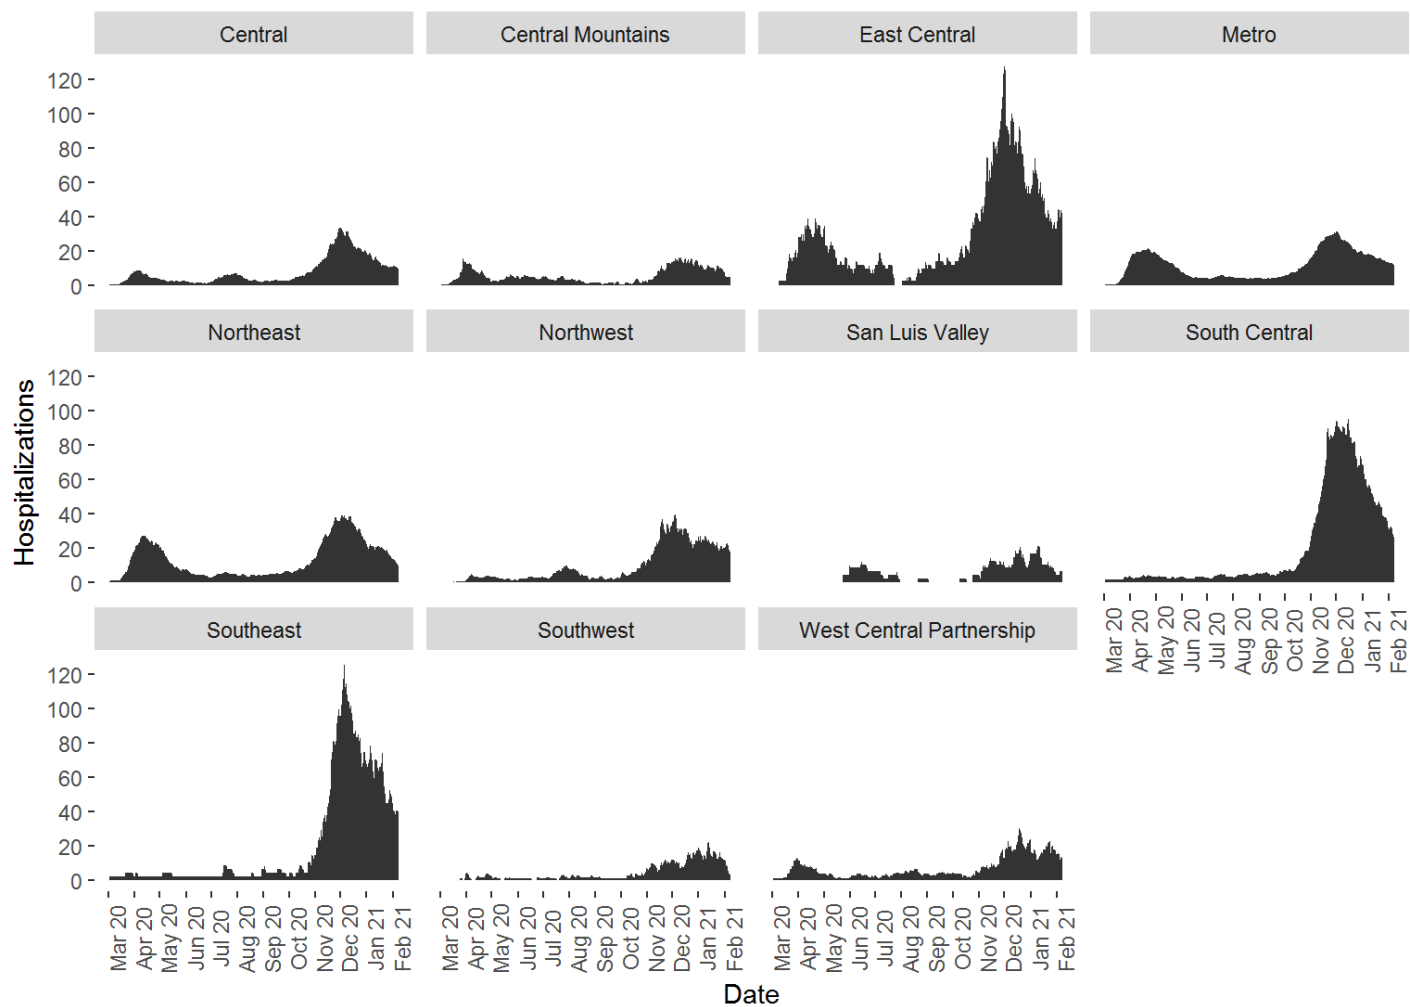 Central Central Mountains East Central Metro
120
100
80
60
40
20
0
Northeast Northwest San Luis Valley South Central
120
100
80
60
40
20
0
Mar 20 Apr 20 May 20 Jun 20 Jul 20 Aug 20 Sep 20 Oct 20 Nov 20 Dec 20 Jan 21 Feb 21
Southeast Southwest West Central Partnership
120
100
80
60
40
20
0
Mar 20 Apr 20 May 20 Jun 20 Jul 20 Aug 20 Sep 20 Oct 20 Nov 20 Dec 20 Jan 21 Feb 21
Mar 20 Apr 20 May 20 Jun 20 Jul 20 Aug 20 Sep 20 Oct 20 Nov 20 Dec 20 Jan 21 Feb 21
Mar 20 Apr 20 May 20 Jun 20 Jul 20 Aug 20 Sep 20 Oct 20 Nov 20 Dec 20 Jan 21 Feb 21
Hospitalizations
Date